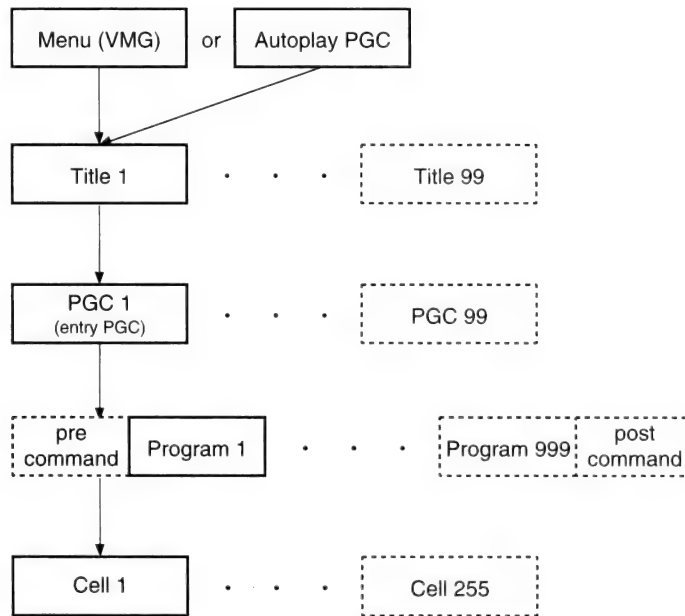 Menu (VMG) or Autoplay PGC
Title 1 . . . Title 99
PGC 1
(entry PGC) . . . PGC 99
pre
command Program 1 . . . Program 999 post
command
Cell 1 . . . Cell 255